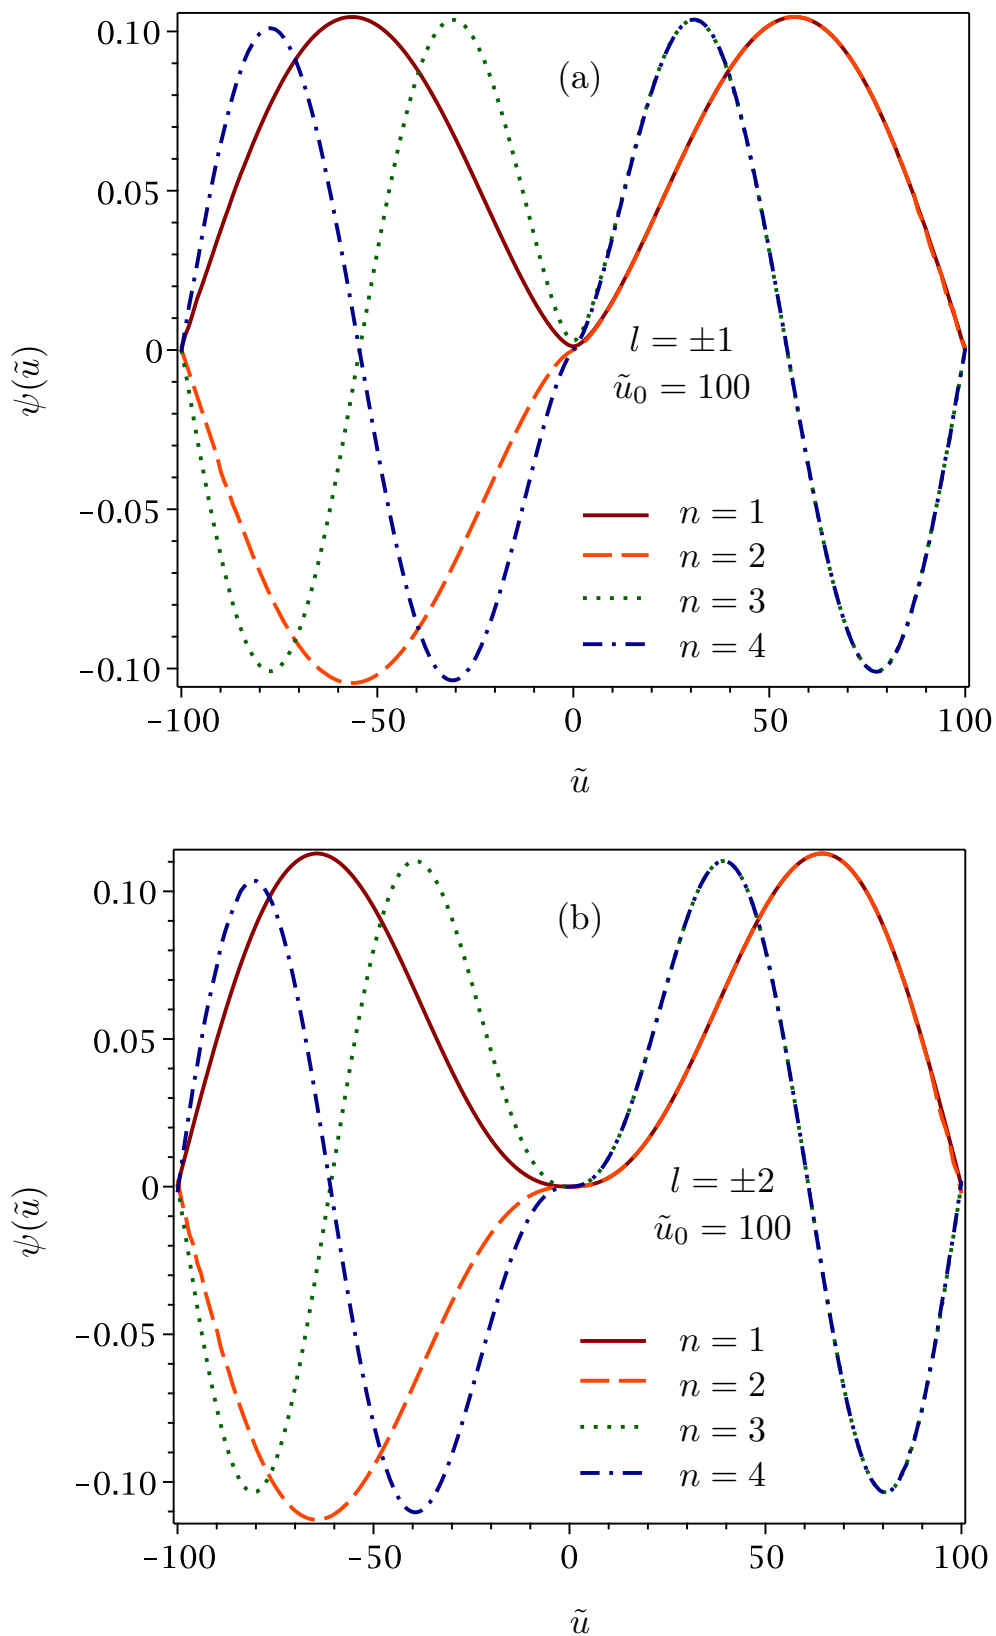 (a)
0.10
0.05
0
−0.05
−0.10
ψ(ũ)
l = ±1
ũ₀ = 100
n = 1
n = 2
n = 3
n = 4
−100 −50 0 50 100
ũ
(b)
0.10
0.05
0
−0.05
−0.10
ψ(ũ)
l = ±2
ũ₀ = 100
n = 1
n = 2
n = 3
n = 4
−100 −50 0 50 100
ũ